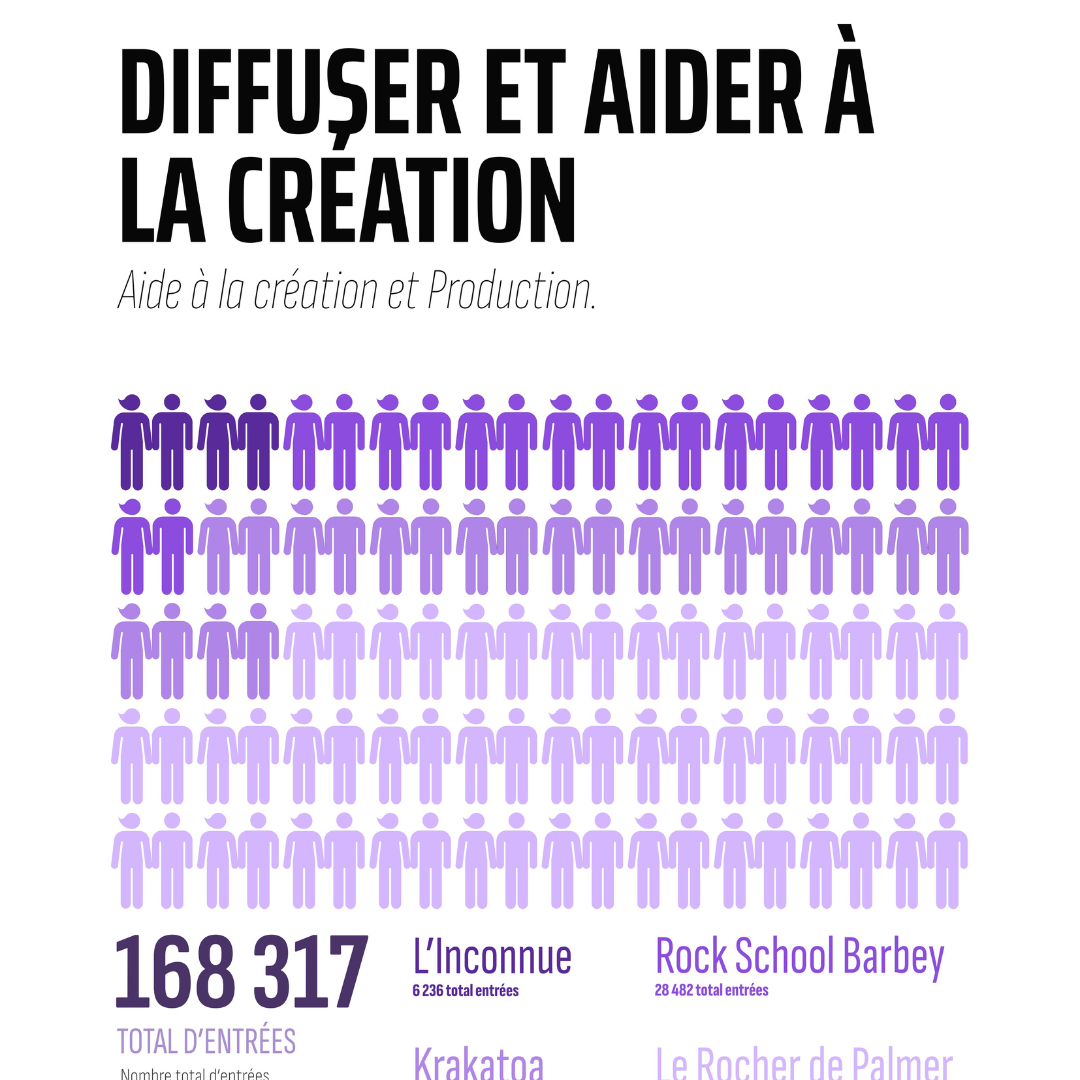 DIFFUSER ET AIDER À
LA CRÉATION
Aide à la création et Production.
168 317
TOTAL D'ENTRÉES
Nombre total d'entrées
L'Inconnue
6 236 total entrées
Rock School Barbey
28 482 total entrées
Krakatoa
Le Rocher de Palmer